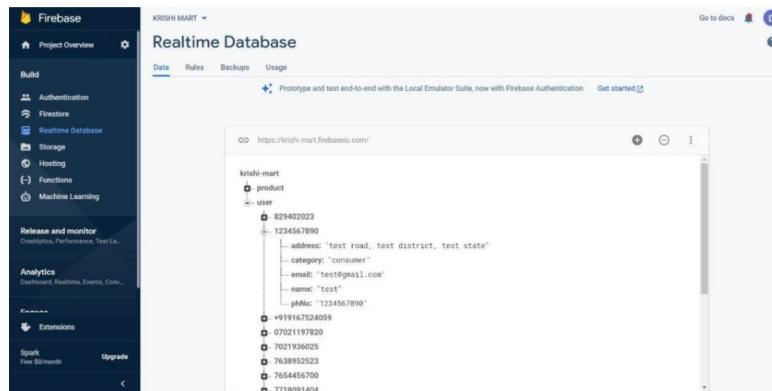 Firebase
Project Overview
Build
Authentication
Firestore
Realtime Database
Storage
Hosting
Functions
Machine Learning
Release and monitor
Crashlytics, Performance, Test La...
Analytics
Dashboard, Realtime, Events, Conv...
Engage
Extensions
Spark
Free $0/month
Upgrade
KRISHI MART
Go to docs
Realtime Database
Data Rules Backups Usage
Prototype and test end-to-end with the Local Emulator Suite, now with Firebase Authentication Get started
https://krishi-mart.firebaseio.com/
krishi-mart
product
user
829402023
1234567890
address: "test road, test district, test state"
category: "consumer"
email: "test@gmail.com"
name: "test"
phNo: "1234567890"
+919167524059
07021197820
7021936025
7638952523
7654456700
7718091404